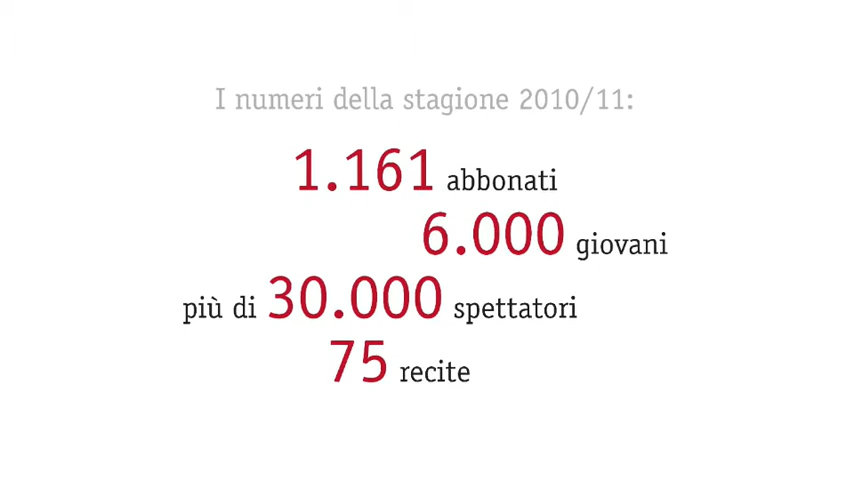 I numeri della stagione 2010/11:
1.161 abbonati
6.000 giovani
più di 30.000 spettatori
75 recite